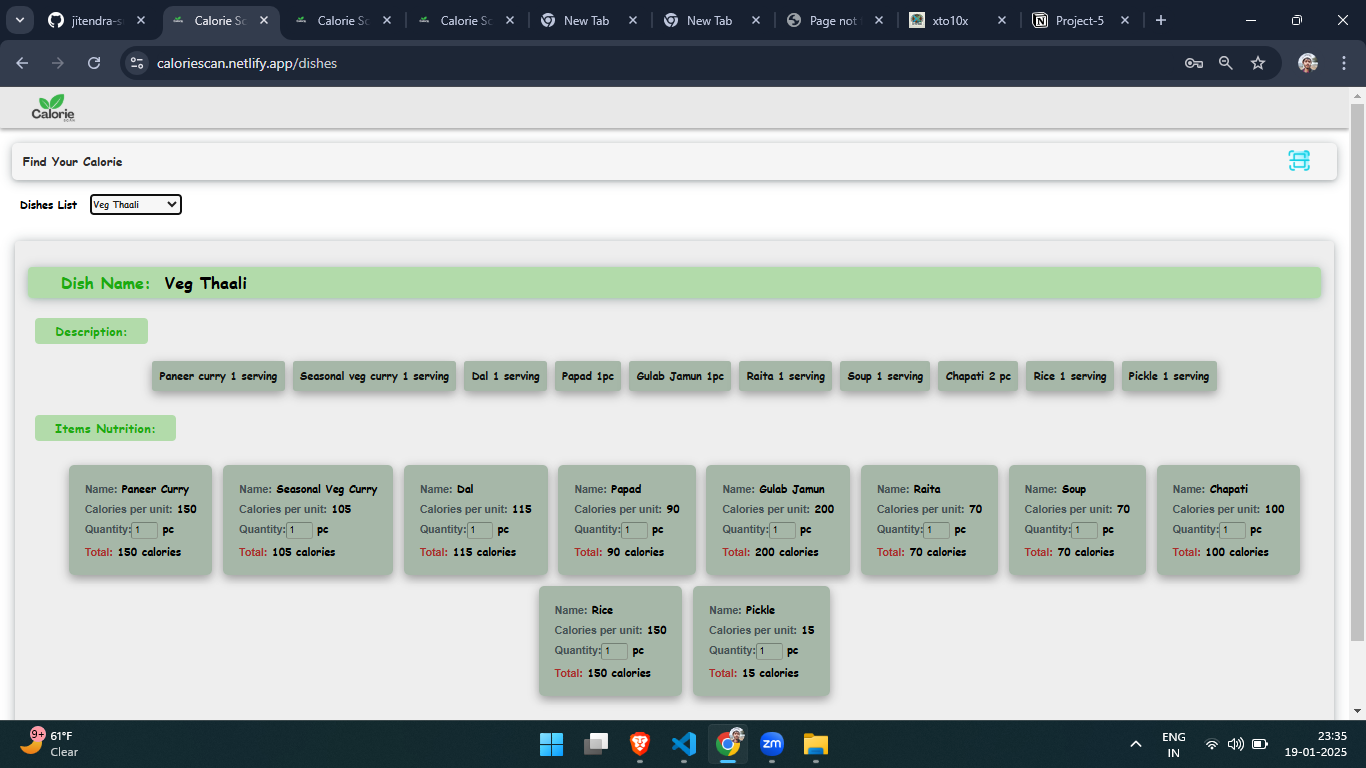 jitendra-s
Calorie Sc
Calorie Sc
Calorie Sc
New Tab
New Tab
Page not f
xto10x
Project-5
caloriescan.netlify.app/dishes
Calorie
Find Your Calorie
Dishes List Veg Thaali
Dish Name: Veg Thaali
Description:
Paneer curry 1 serving Seasonal veg curry 1 serving Dal 1 serving Papad 1pc Gulab Jamun 1pc Raita 1 serving Soup 1 serving Chapati 2 pc Rice 1 serving Pickle 1 serving
Items Nutrition:
Name: Paneer Curry
Calories per unit: 150
Quantity: 1 pc
Total: 150 calories
Name: Seasonal Veg Curry
Calories per unit: 105
Quantity: 1 pc
Total: 105 calories
Name: Dal
Calories per unit: 115
Quantity: 1 pc
Total: 115 calories
Name: Papad
Calories per unit: 90
Quantity: 1 pc
Total: 90 calories
Name: Gulab Jamun
Calories per unit: 200
Quantity: 1 pc
Total: 200 calories
Name: Raita
Calories per unit: 70
Quantity: 1 pc
Total: 70 calories
Name: Soup
Calories per unit: 70
Quantity: 1 pc
Total: 70 calories
Name: Chapati
Calories per unit: 100
Quantity: 1 pc
Total: 100 calories
Name: Rice
Calories per unit: 150
Quantity: 1 pc
Total: 150 calories
Name: Pickle
Calories per unit: 15
Quantity: 1 pc
Total: 15 calories
9+
61°F
Clear
zm
ENG
IN
23:35
19-01-2025